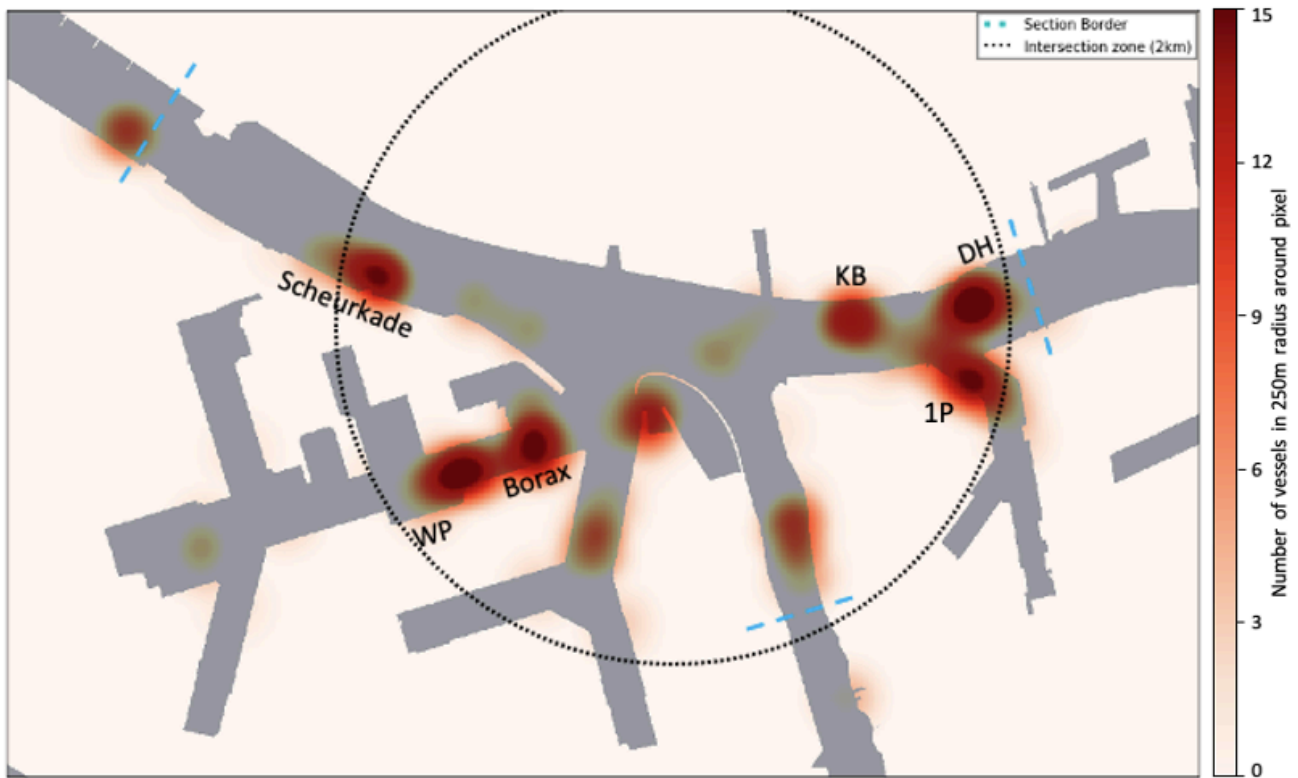 Section Border
Intersection zone (2km)
Scheurkade
KB
DH
1P
Borax
WP
15
12
9
6
3
0
Number of vessels in 250m radius around pixel